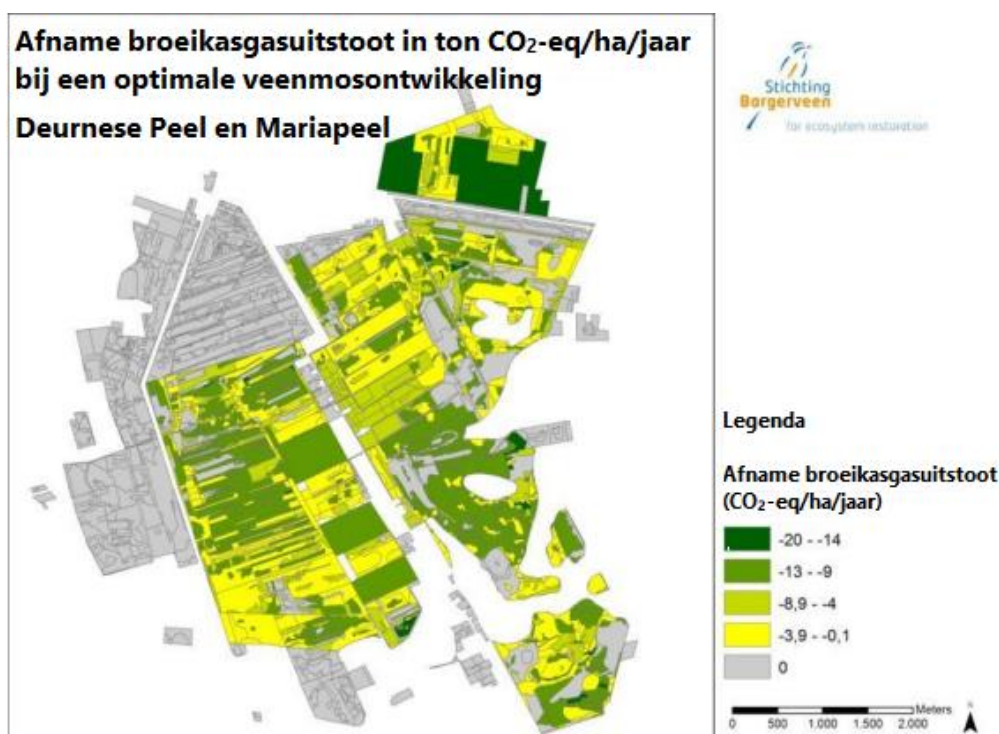 Afname broeikasgasuitstoot in ton CO₂-eq/ha/jaar
bij een optimale veenmosontwikkeling
Deurnese Peel en Mariapeel
Stichting
Bargerveen
for ecosystem restoration
Legenda
Afname broeikasgasuitstoot
(CO₂-eq/ha/jaar)
-20 - -14
-13 - -9
-8,9 - -4
-3,9 - -0,1
0
Meters
0 500 1.000 1.500 2.000
N